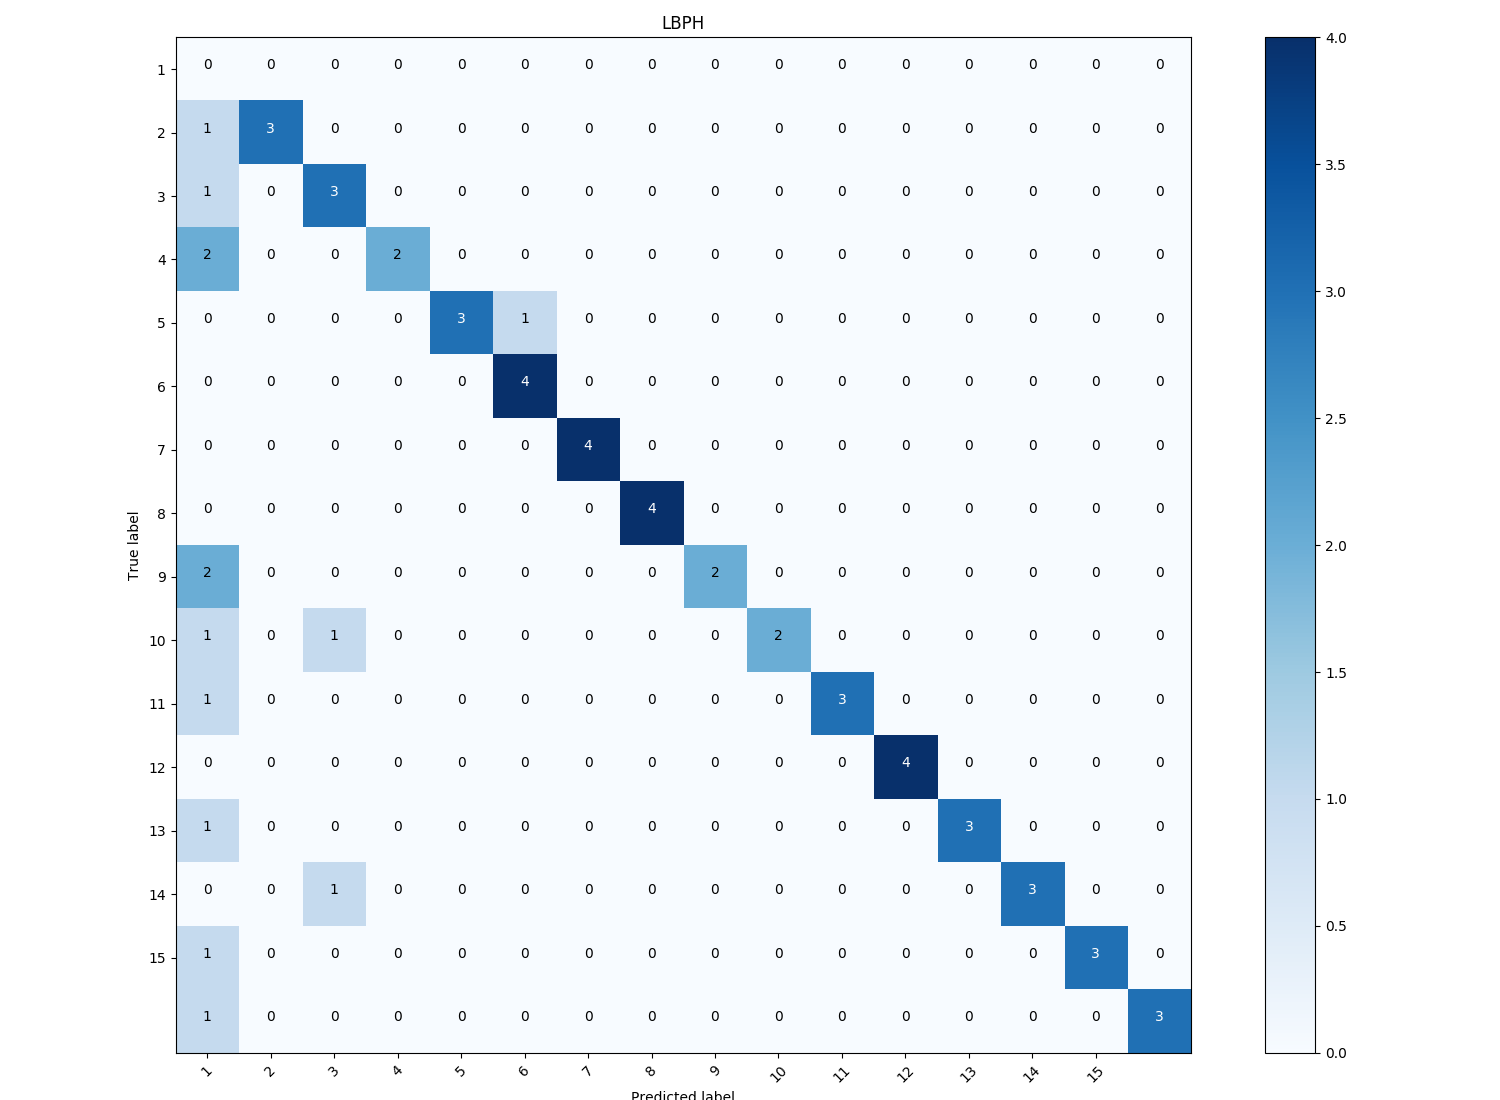 LBPH
1 0 0 0 0 0 0 0 0 0 0 0 0 0 0 0 0
2 1 3 0 0 0 0 0 0 0 0 0 0 0 0 0 0
3 1 0 3 0 0 0 0 0 0 0 0 0 0 0 0 0
4 2 0 0 2 0 0 0 0 0 0 0 0 0 0 0 0
5 0 0 0 0 3 1 0 0 0 0 0 0 0 0 0 0
6 0 0 0 0 0 4 0 0 0 0 0 0 0 0 0 0
7 0 0 0 0 0 0 4 0 0 0 0 0 0 0 0 0
8 0 0 0 0 0 0 0 4 0 0 0 0 0 0 0 0
9 2 0 0 0 0 0 0 0 2 0 0 0 0 0 0 0
10 1 0 1 0 0 0 0 0 0 2 0 0 0 0 0 0
11 1 0 0 0 0 0 0 0 0 0 3 0 0 0 0 0
12 0 0 0 0 0 0 0 0 0 0 0 4 0 0 0 0
13 1 0 0 0 0 0 0 0 0 0 0 0 3 0 0 0
14 0 0 1 0 0 0 0 0 0 0 0 0 0 3 0 0
15 1 0 0 0 0 0 0 0 0 0 0 0 0 0 3 0
1 0 0 0 0 0 0 0 0 0 0 0 0 0 0 3
1 2 3 4 5 6 7 8 9 10 11 12 13 14 15
True label
Predicted label
4.0
3.5
3.0
2.5
2.0
1.5
1.0
0.5
0.0